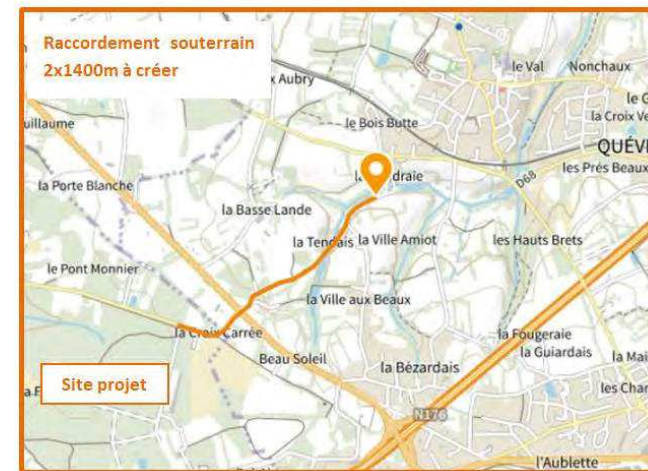 Raccordement souterrain
2x1400m à créer
le Val
Nonchaux
x Aubry
la Croix Ve
uillaume
le Bois Butte
QUÉV
les Prés Beaux
draie
D68
la Porte Blanche
la Basse Lande
la Tendais
la Ville Amiot
les Hauts Brets
le Pont Monnier
la Ville aux Beaux
la Croix Carrée
la Fougeraie
Beau Soleil
la Guiardais
la Mai
la Bézardais
Site projet
les Char
N176
l'Aublette